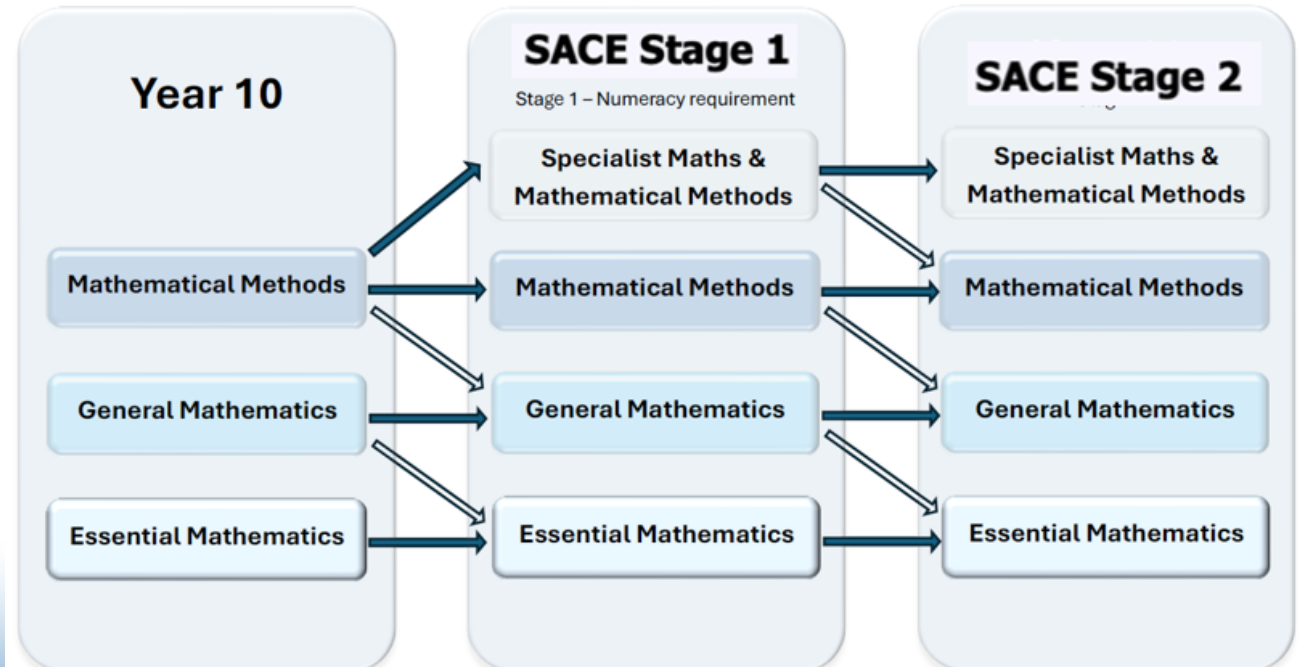 Year 10
Mathematical Methods
General Mathematics
Essential Mathematics
SACE Stage 1
Stage 1 – Numeracy requirement
Specialist Maths &
Mathematical Methods
Mathematical Methods
General Mathematics
Essential Mathematics
SACE Stage 2
Specialist Maths &
Mathematical Methods
Mathematical Methods
General Mathematics
Essential Mathematics